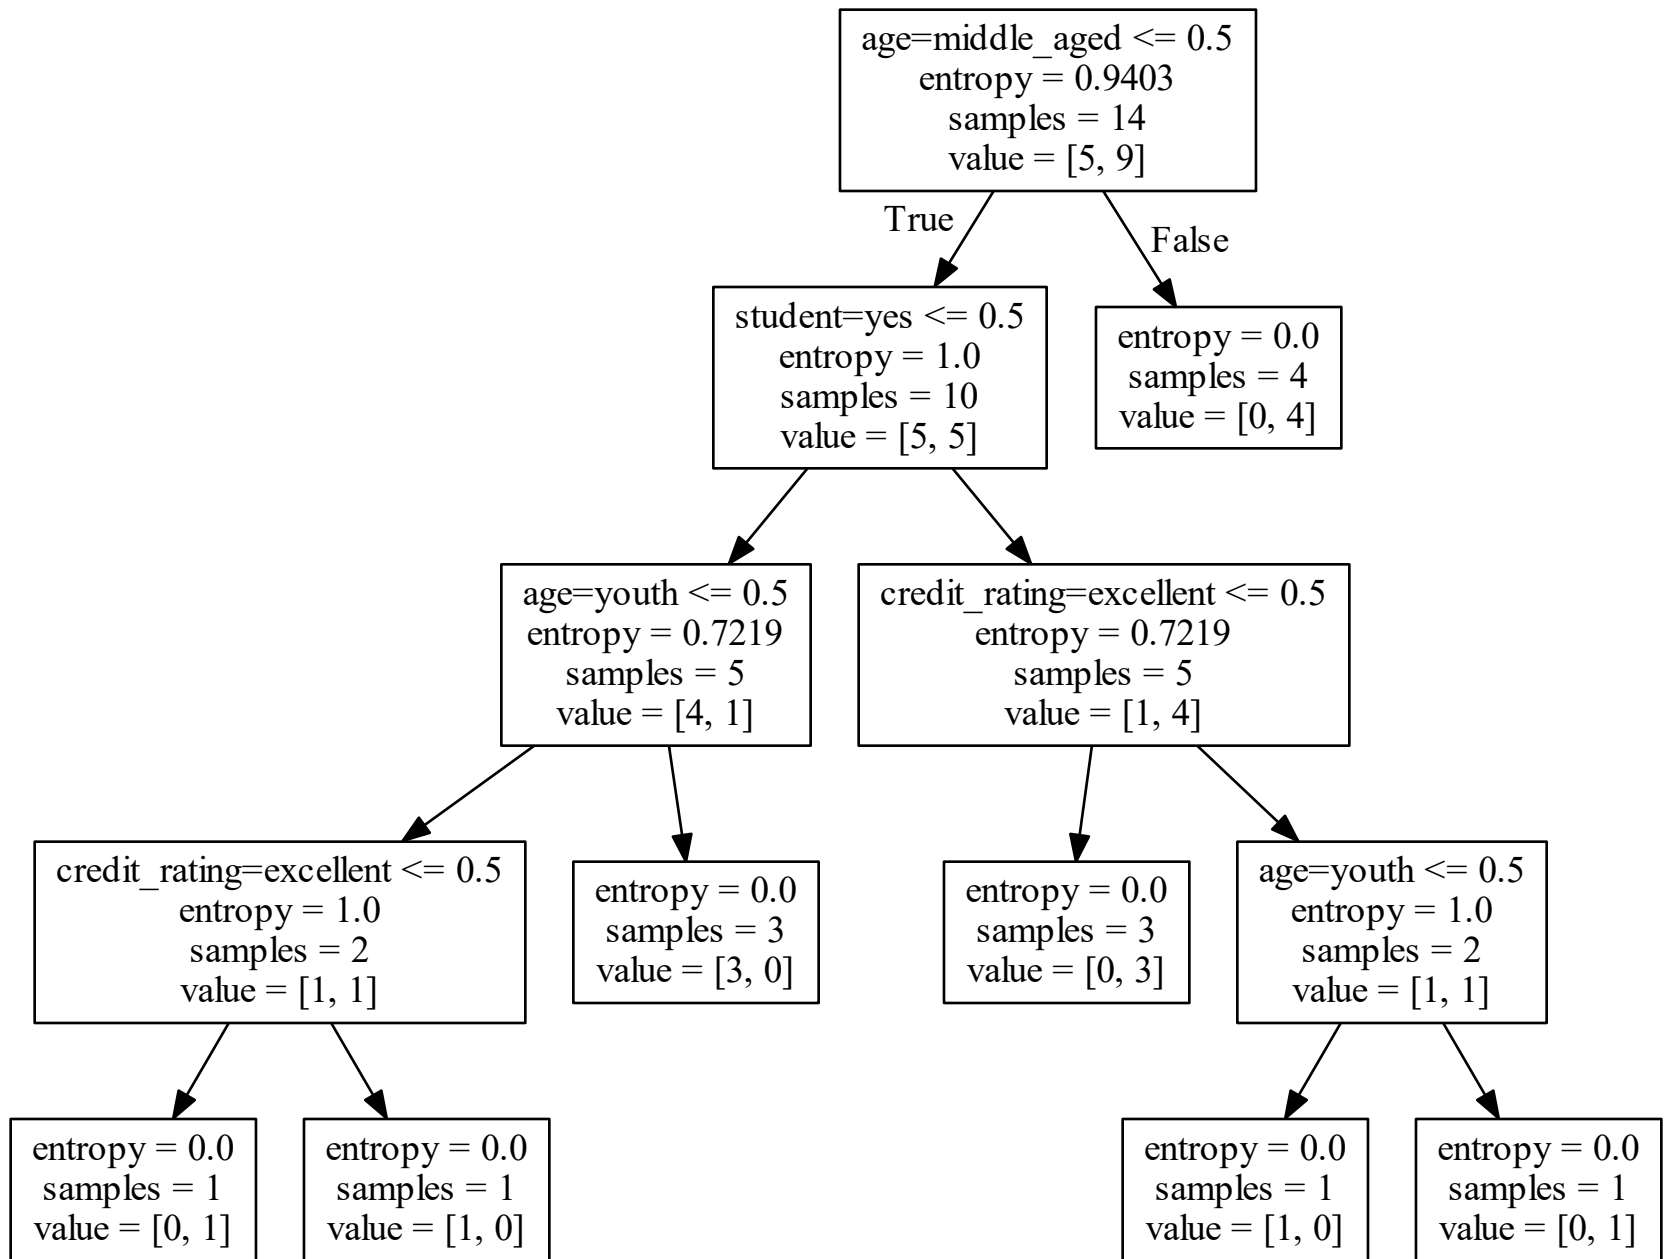 age=middle_aged <= 0.5
entropy = 0.9403
samples = 14
value = [5, 9]
True
False
student=yes <= 0.5
entropy = 1.0
samples = 10
value = [5, 5]
entropy = 0.0
samples = 4
value = [0, 4]
age=youth <= 0.5
entropy = 0.7219
samples = 5
value = [4, 1]
credit_rating=excellent <= 0.5
entropy = 0.7219
samples = 5
value = [1, 4]
credit_rating=excellent <= 0.5
entropy = 1.0
samples = 2
value = [1, 1]
entropy = 0.0
samples = 3
value = [3, 0]
entropy = 0.0
samples = 3
value = [0, 3]
age=youth <= 0.5
entropy = 1.0
samples = 2
value = [1, 1]
entropy = 0.0
samples = 1
value = [0, 1]
entropy = 0.0
samples = 1
value = [1, 0]
entropy = 0.0
samples = 1
value = [1, 0]
entropy = 0.0
samples = 1
value = [0, 1]